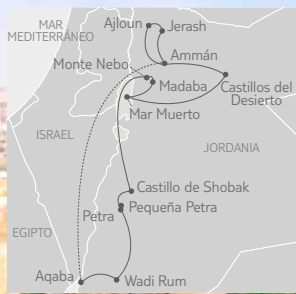 MAR
MEDITERRÁNEO
Ajloun
Jerash
Ammán
Monte Nebo
Madaba
Castillos del
Desierto
Mar Muerto
ISRAEL
JORDANIA
Castillo de Shobak
Pequeña Petra
Petra
EGIPTO
Aqaba
Wadi Rum